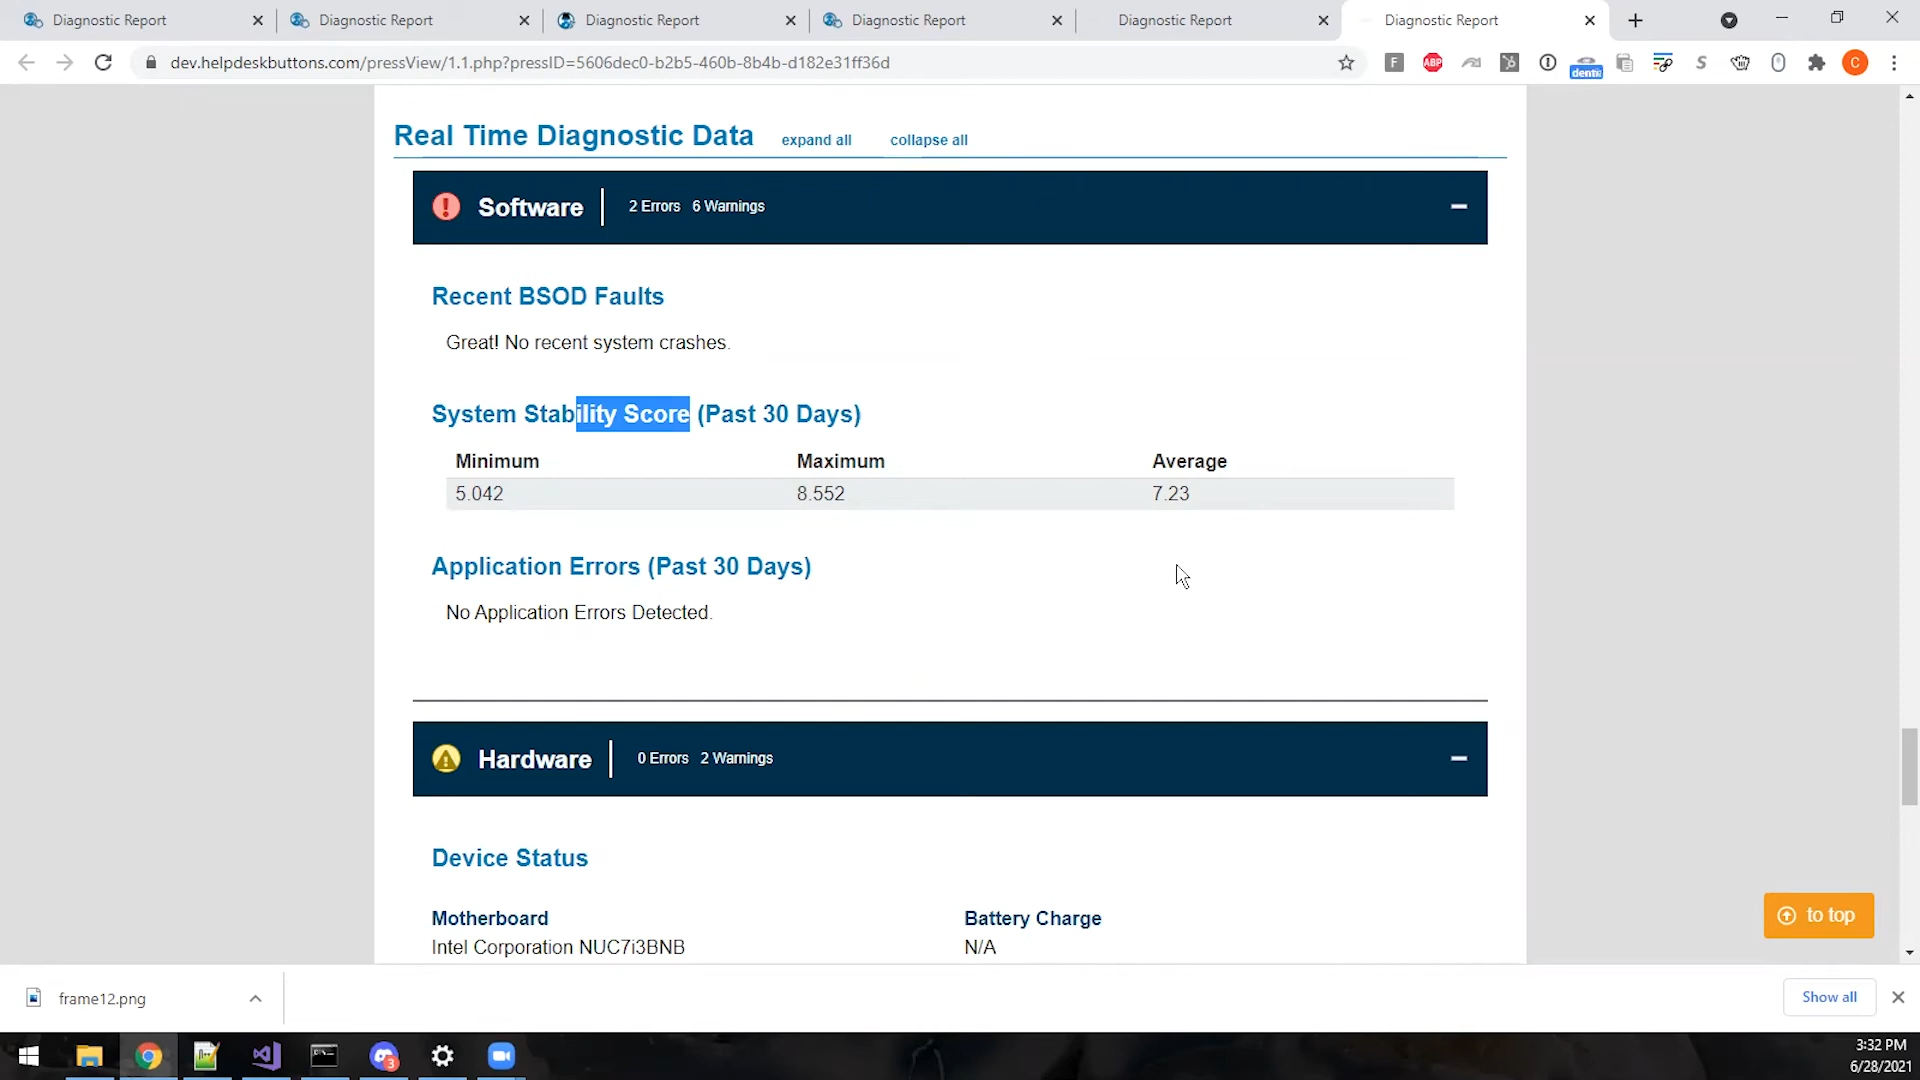 Diagnostic Report
Diagnostic Report
Diagnostic Report
Diagnostic Report
Diagnostic Report
Diagnostic Report
dev.helpdeskbuttons.com/pressView/1.1.php?pressID=5606dec0-b2b5-460b-8b4b-d182e31ff36d
F
ABP
S
C
Real Time Diagnostic Data expand all collapse all
Software 2 Errors 6 Warnings
Recent BSOD Faults
Great! No recent system crashes.
System Stability Score (Past 30 Days)
Minimum Maximum Average
5.042 8.552 7.23
Application Errors (Past 30 Days)
No Application Errors Detected.
Hardware 0 Errors 2 Warnings
Device Status
Motherboard Battery Charge
Intel Corporation NUC7i3BNB N/A
to top
frame12.png
Show all
3
3:32 PM
6/28/2021